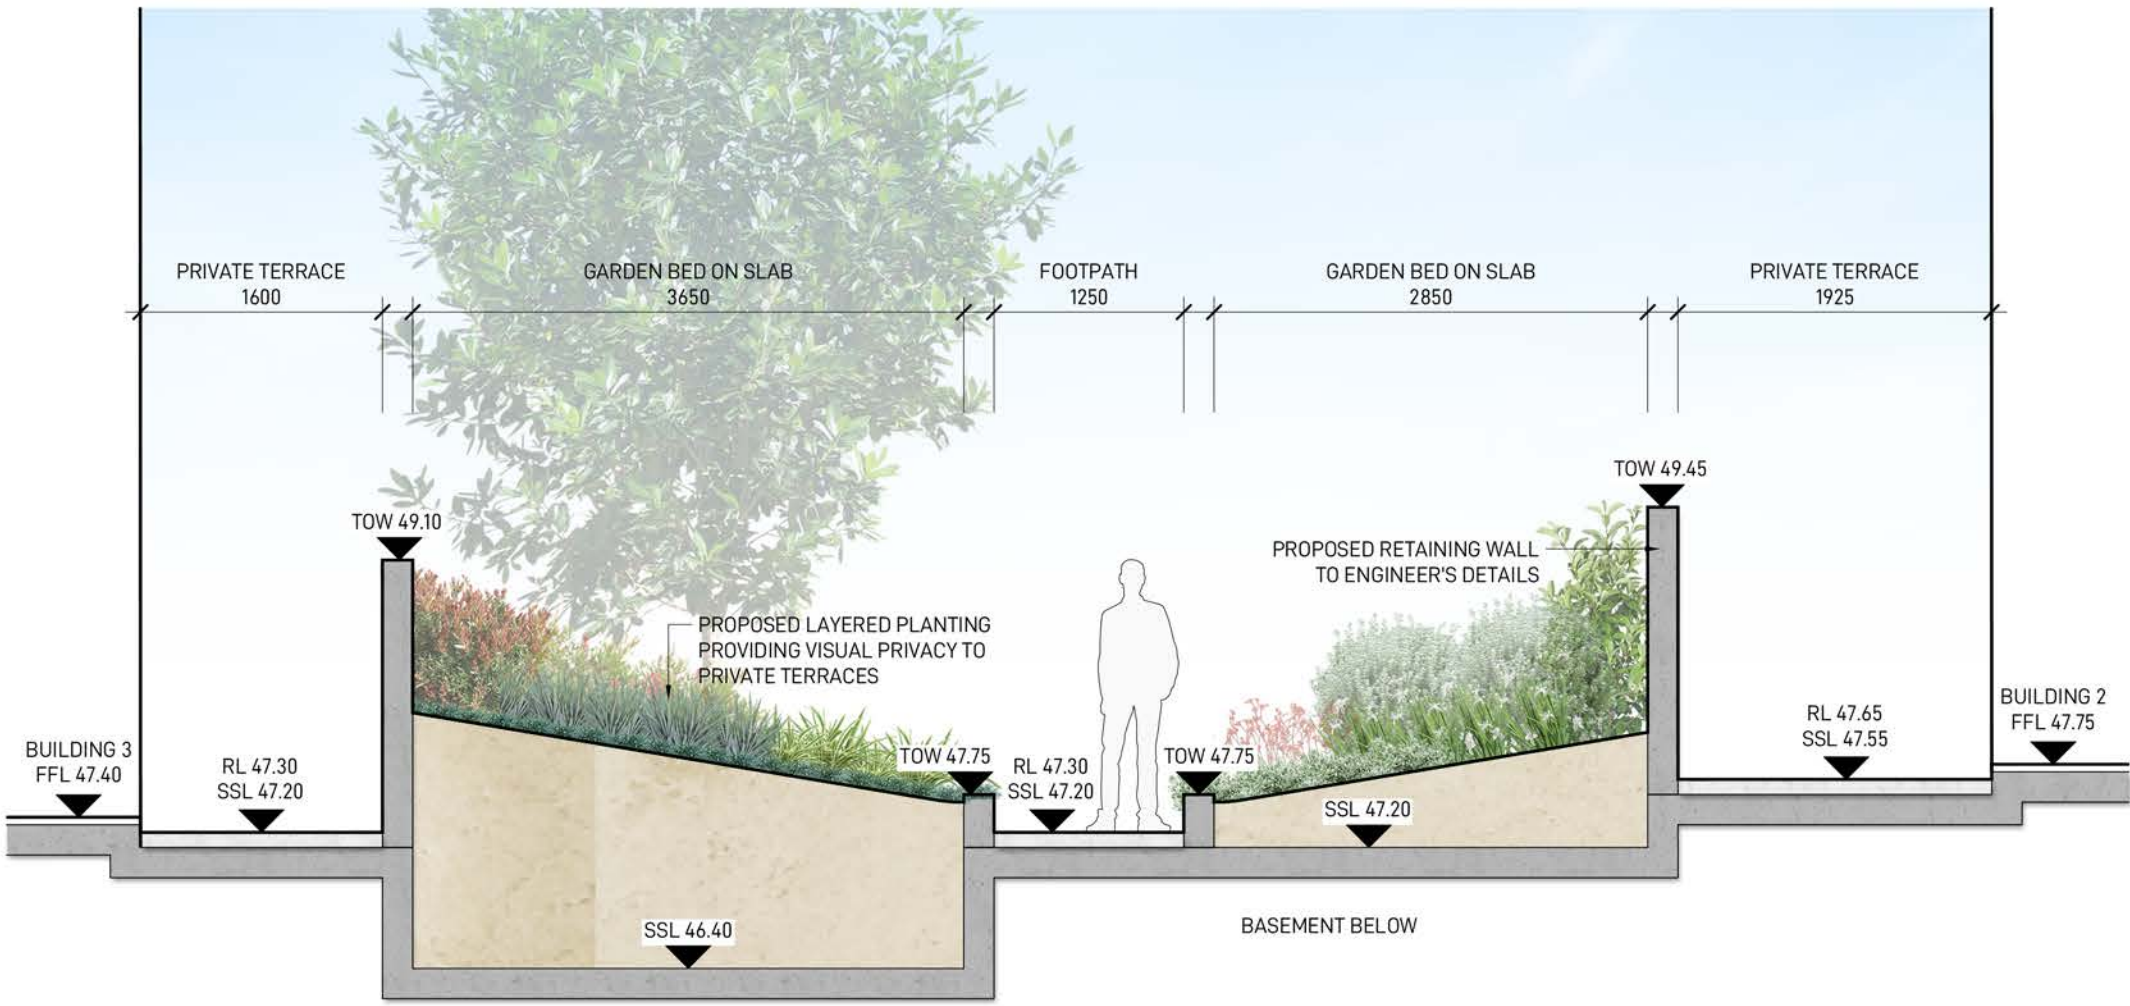 PRIVATE TERRACE
1600
GARDEN BED ON SLAB
3650
FOOTPATH
1250
GARDEN BED ON SLAB
2850
PRIVATE TERRACE
1925
TOW 49.10
TOW 49.45
PROPOSED RETAINING WALL
TO ENGINEER'S DETAILS
PROPOSED LAYERED PLANTING
PROVIDING VISUAL PRIVACY TO
PRIVATE TERRACES
BUILDING 3
FFL 47.40
RL 47.30
SSL 47.20
TOW 47.75
RL 47.30
SSL 47.20
TOW 47.75
SSL 47.20
RL 47.65
SSL 47.55
BUILDING 2
FFL 47.75
SSL 46.40
BASEMENT BELOW